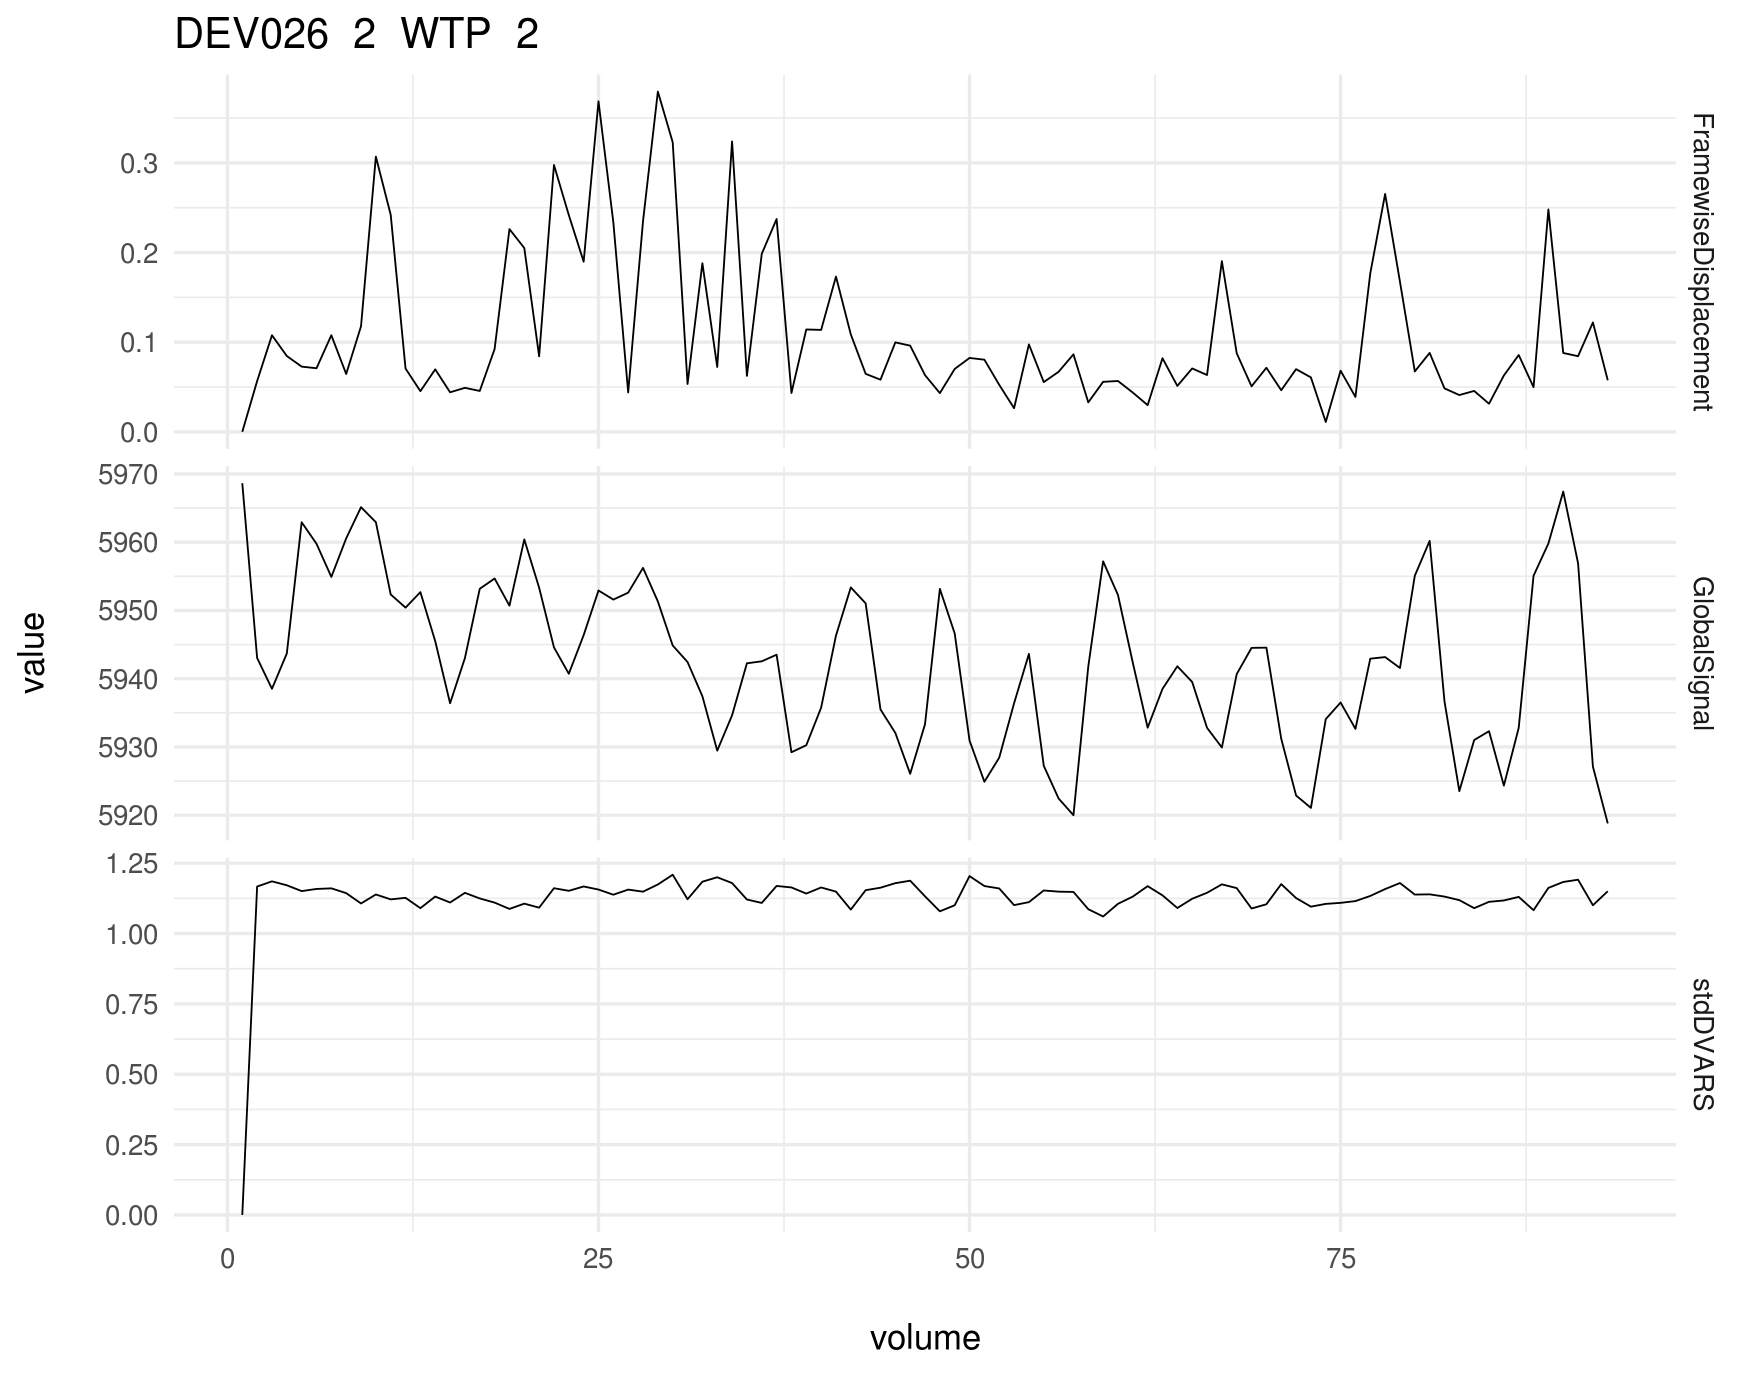 DEV026 2 WTP 2
0.3
0.2
0.1
0.0
FramewiseDisplacement
5970
5960
5950
5940
5930
5920
GlobalSignal
value
1.25
1.00
0.75
0.50
0.25
0.00
stdDVARS
0 25 50 75
volume